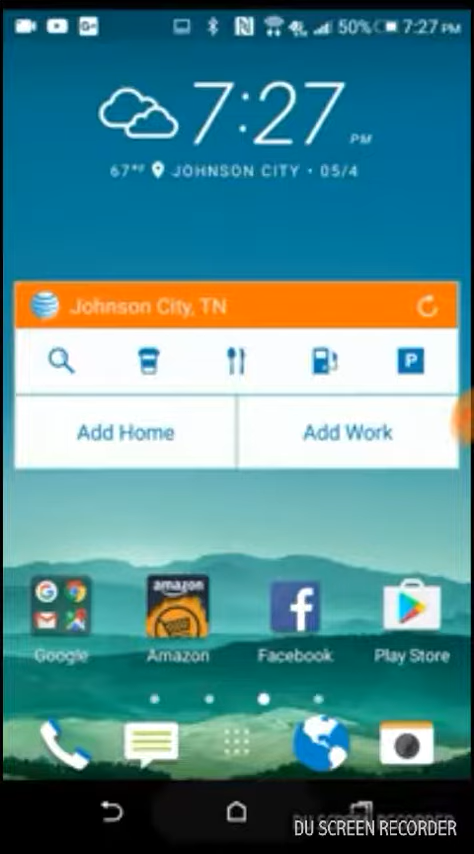 50% 7:27 PM
7:27 PM
67°F JOHNSON CITY • 05/4
Johnson City, TN
P
Add Home Add Work
amazon
Google Amazon Facebook Play Store
DU SCREEN RECORDER